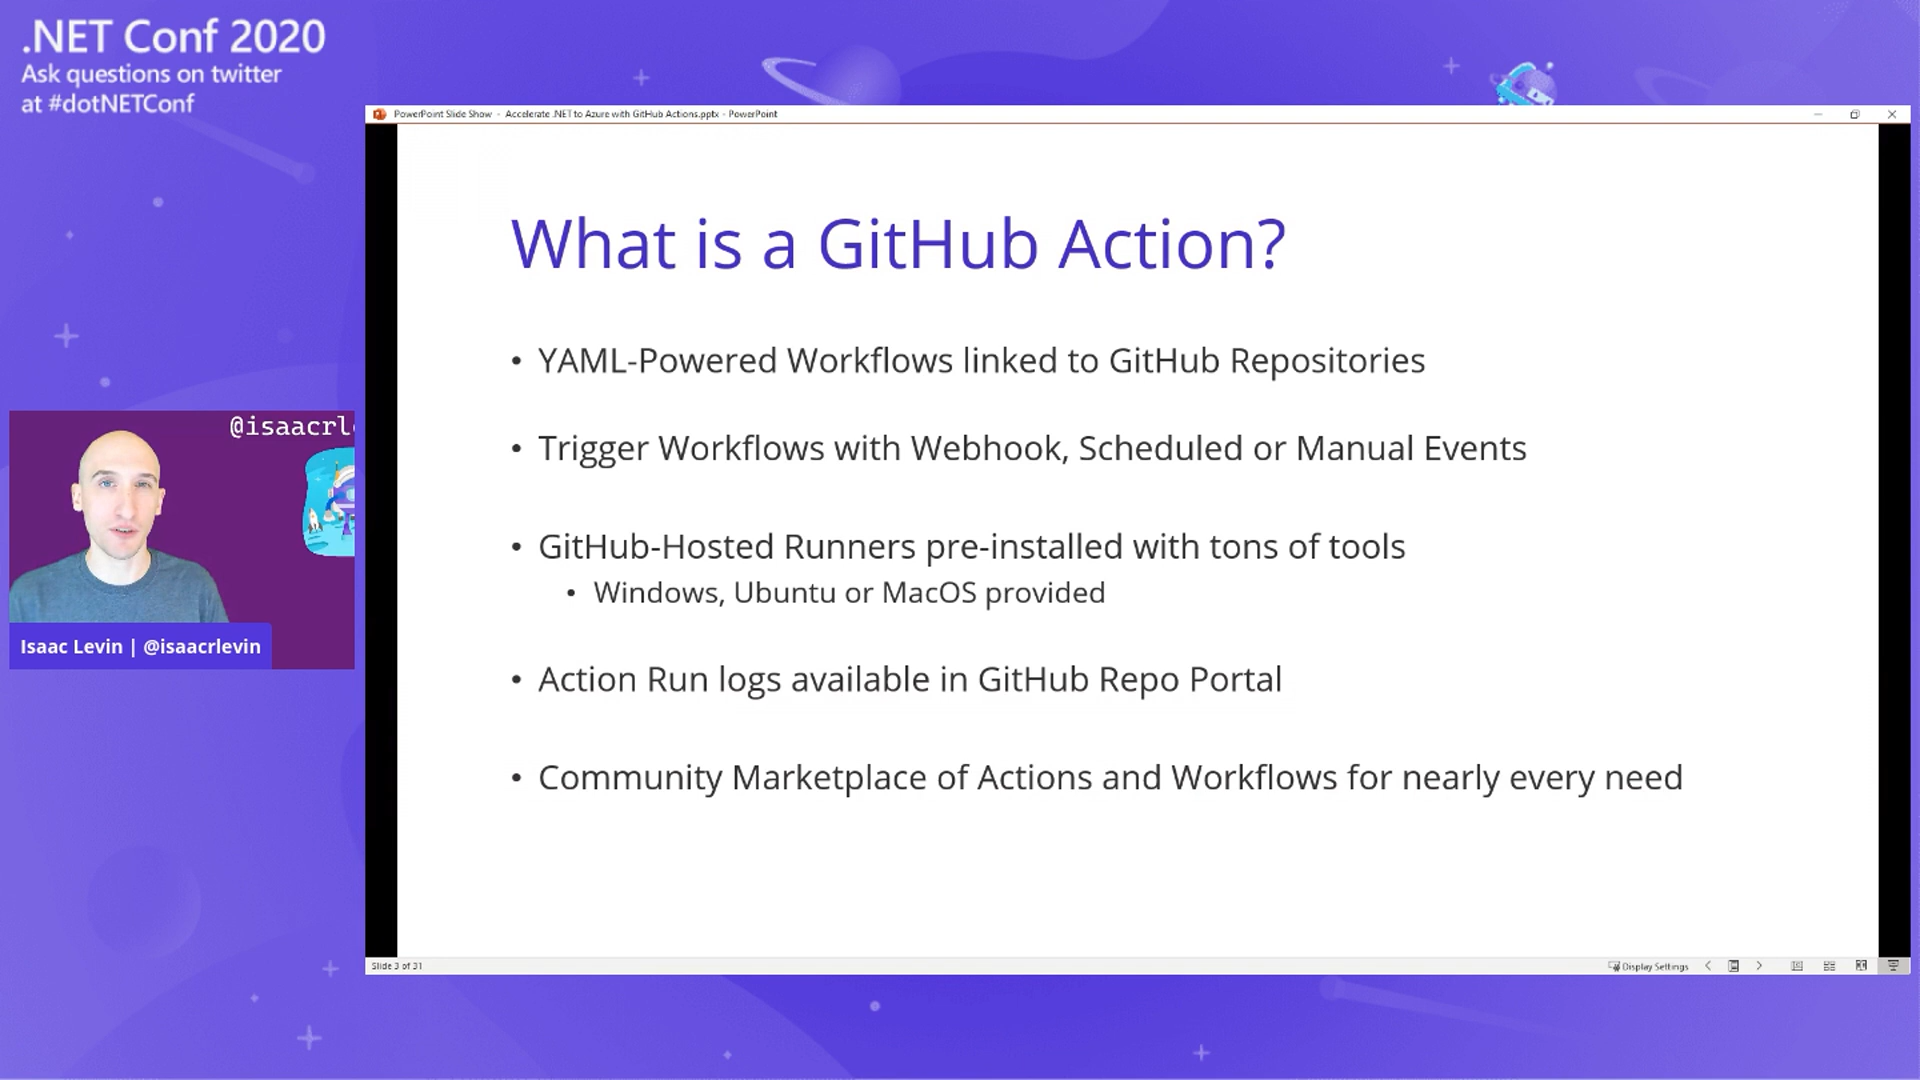 .NET Conf 2020
Ask questions on twitter
at #dotNETConf
PowerPoint Slide Show - Accelerate .NET to Azure with GitHub Actions.pptx - PowerPoint
What is a GitHub Action?
• YAML-Powered Workflows linked to GitHub Repositories
• Trigger Workflows with Webhook, Scheduled or Manual Events
• GitHub-Hosted Runners pre-installed with tons of tools
• Windows, Ubuntu or MacOS provided
• Action Run logs available in GitHub Repo Portal
• Community Marketplace of Actions and Workflows for nearly every need
@isaacrl
Isaac Levin | @isaacrlevin
Slide 3 of 31
Display Settings